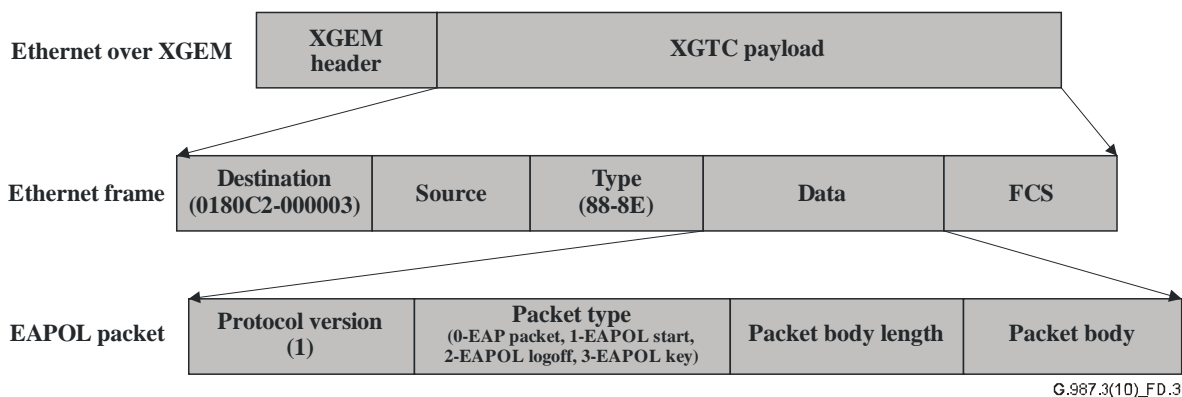 Ethernet over XGEM
XGEM
header
XGTC payload
Ethernet frame
Destination
(0180C2-000003)
Source
Type
(88-8E)
Data
FCS
EAPOL packet
Protocol version
(1)
Packet type
(0-EAP packet, 1-EAPOL start,
2-EAPOL logoff, 3-EAPOL key)
Packet body length
Packet body
G.987.3(10)_FD.3